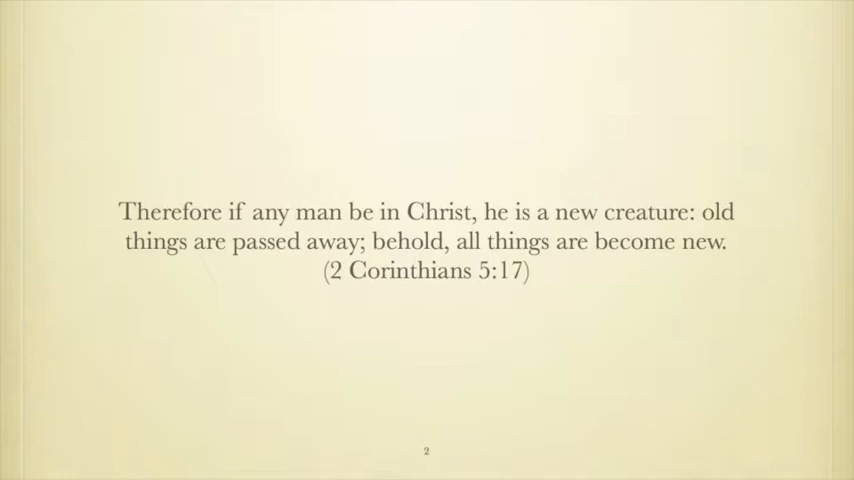 Therefore if any man be in Christ, he is a new creature: old
things are passed away; behold, all things are become new.
(2 Corinthians 5:17)
2